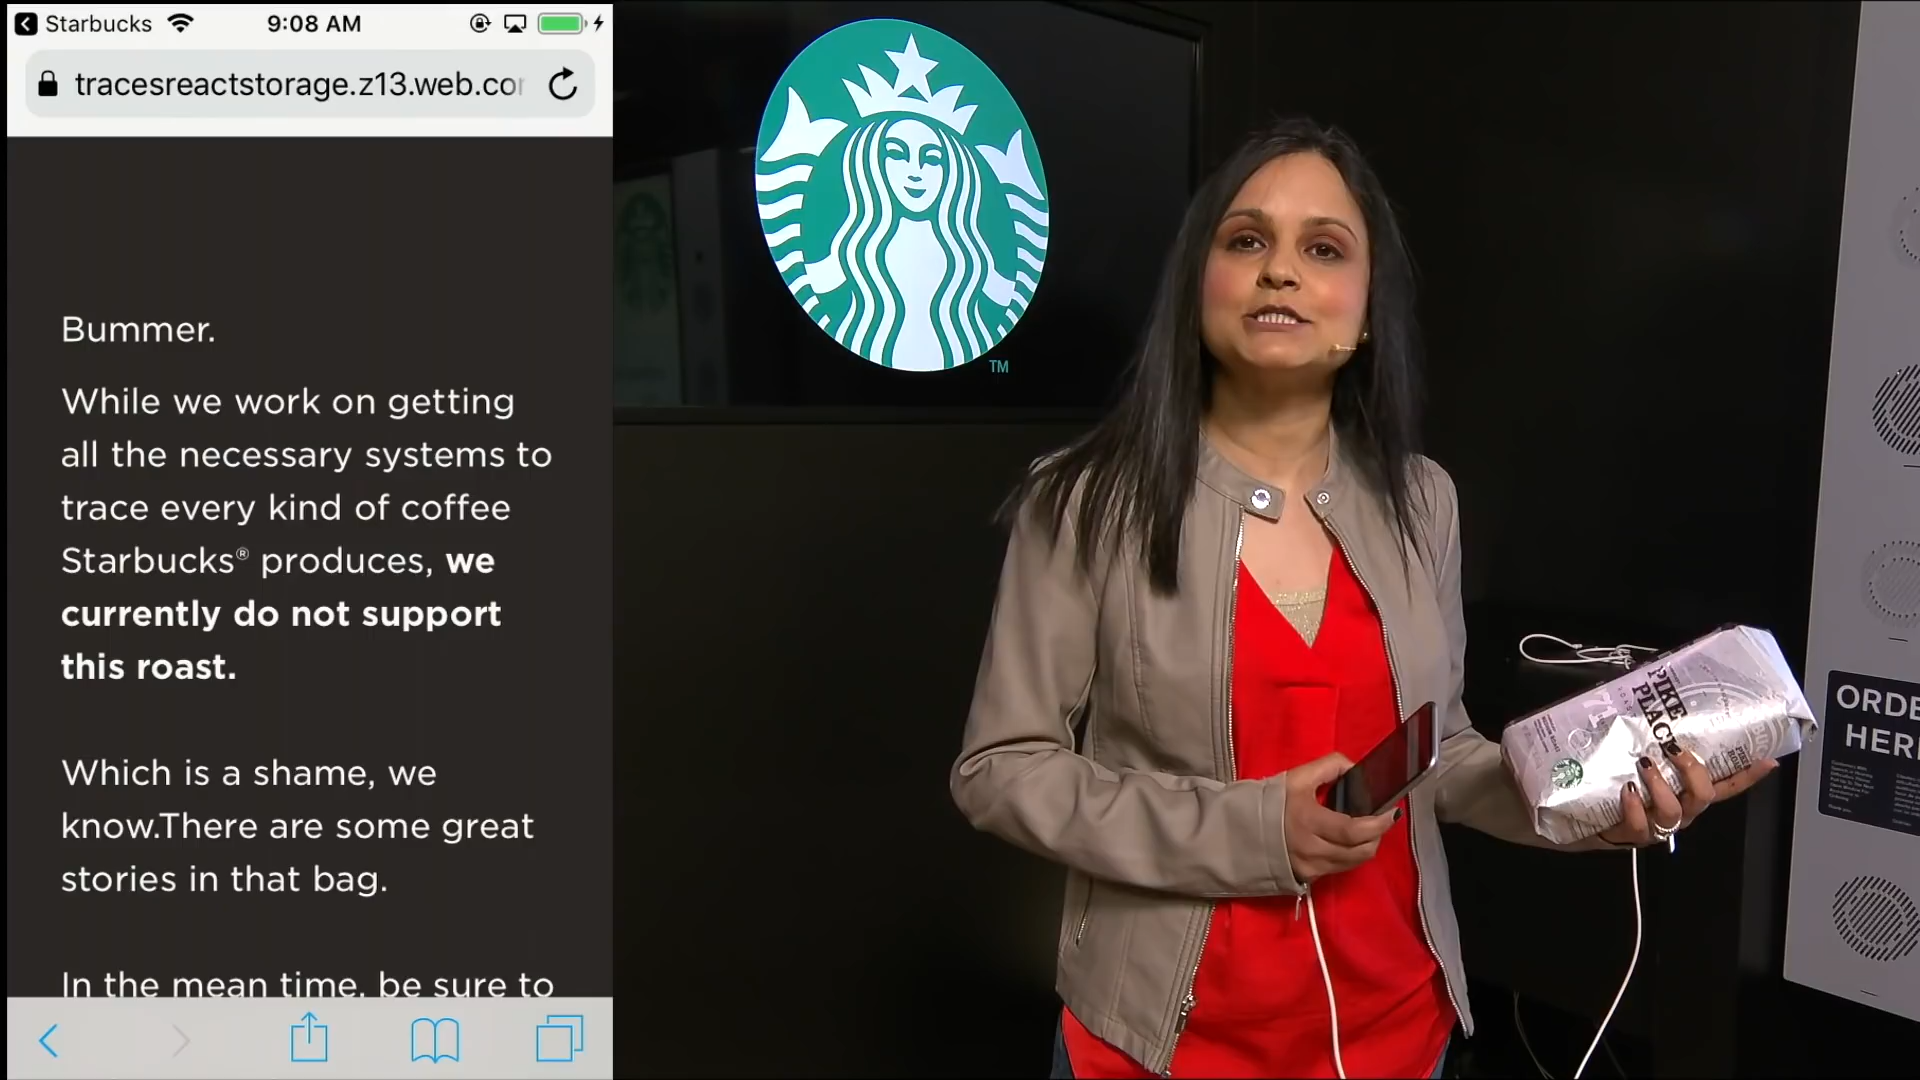 Starbucks
9:08 AM
tracesreactstorage.z13.web.cor
Bummer.
While we work on getting
all the necessary systems to
trace every kind of coffee
Starbucks® produces, we
currently do not support
this roast.
Which is a shame, we
know.There are some great
stories in that bag.
In the mean time, be sure to
TM
PIKE
PLACE
ORDE
HER